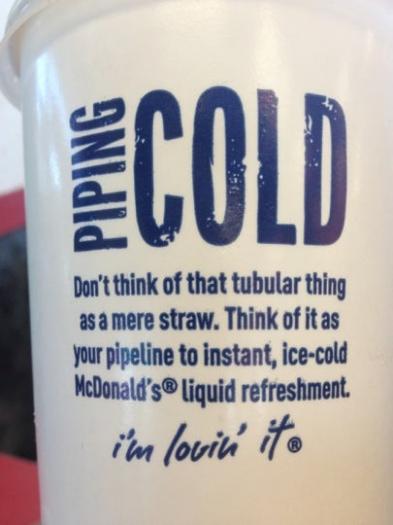 PIPING COLD
Don't think of that tubular thing
as a mere straw. Think of it as
your pipeline to instant, ice-cold
McDonald's® liquid refreshment.
i'm lovin' it®